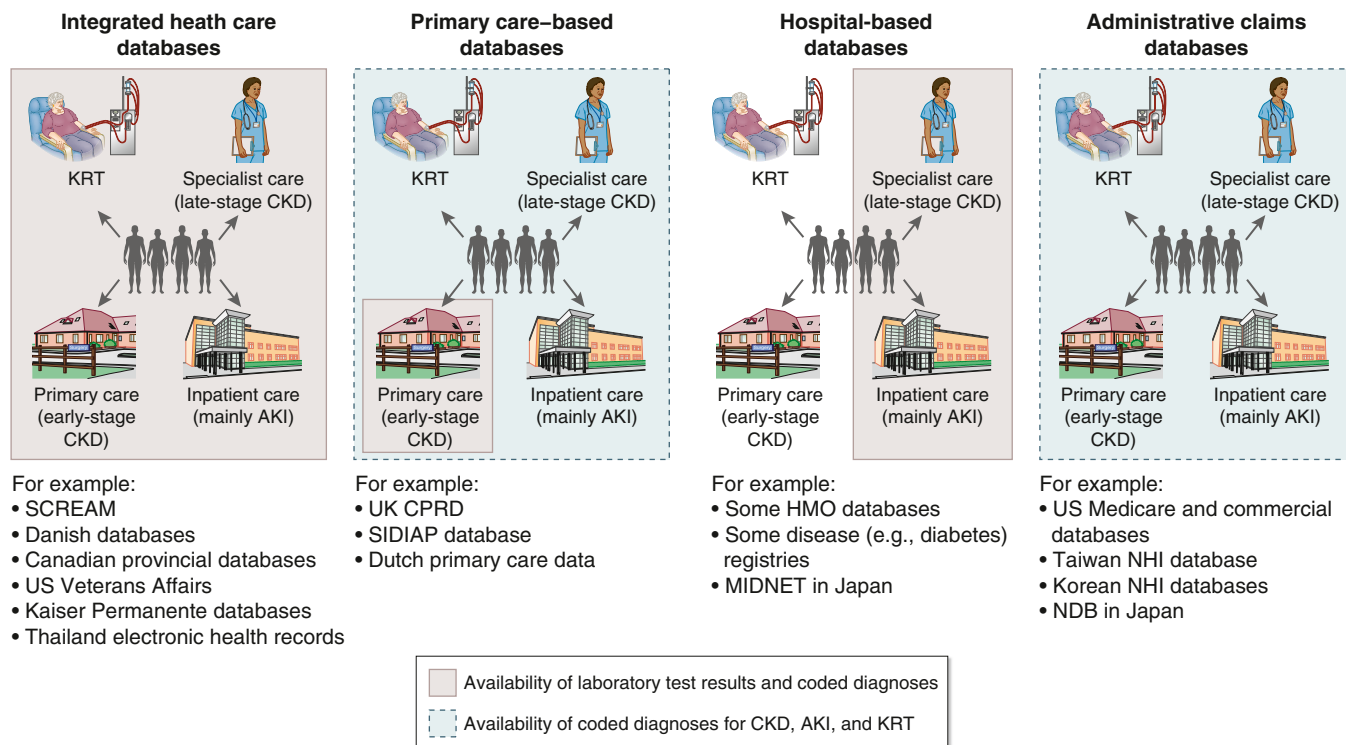 Integrated heath care
databases
KRT
Specialist care
(late-stage CKD)
Primary care
(early-stage
CKD)
Inpatient care
(mainly AKI)
For example:
• SCREAM
• Danish databases
• Canadian provincial databases
• US Veterans Affairs
• Kaiser Permanente databases
• Thailand electronic health records
Primary care–based
databases
KRT
Specialist care
(late-stage CKD)
Primary care
(early-stage
CKD)
Inpatient care
(mainly AKI)
For example:
• UK CPRD
• SIDIAP database
• Dutch primary care data
Hospital-based
databases
KRT
Specialist care
(late-stage CKD)
Primary care
(early-stage
CKD)
Inpatient care
(mainly AKI)
For example:
• Some HMO databases
• Some disease (e.g., diabetes)
registries
• MIDNET in Japan
Administrative claims
databases
KRT
Specialist care
(late-stage CKD)
Primary care
(early-stage
CKD)
Inpatient care
(mainly AKI)
For example:
• US Medicare and commercial
databases
• Taiwan NHI database
• Korean NHI databases
• NDB in Japan
Availability of laboratory test results and coded diagnoses
Availability of coded diagnoses for CKD, AKI, and KRT